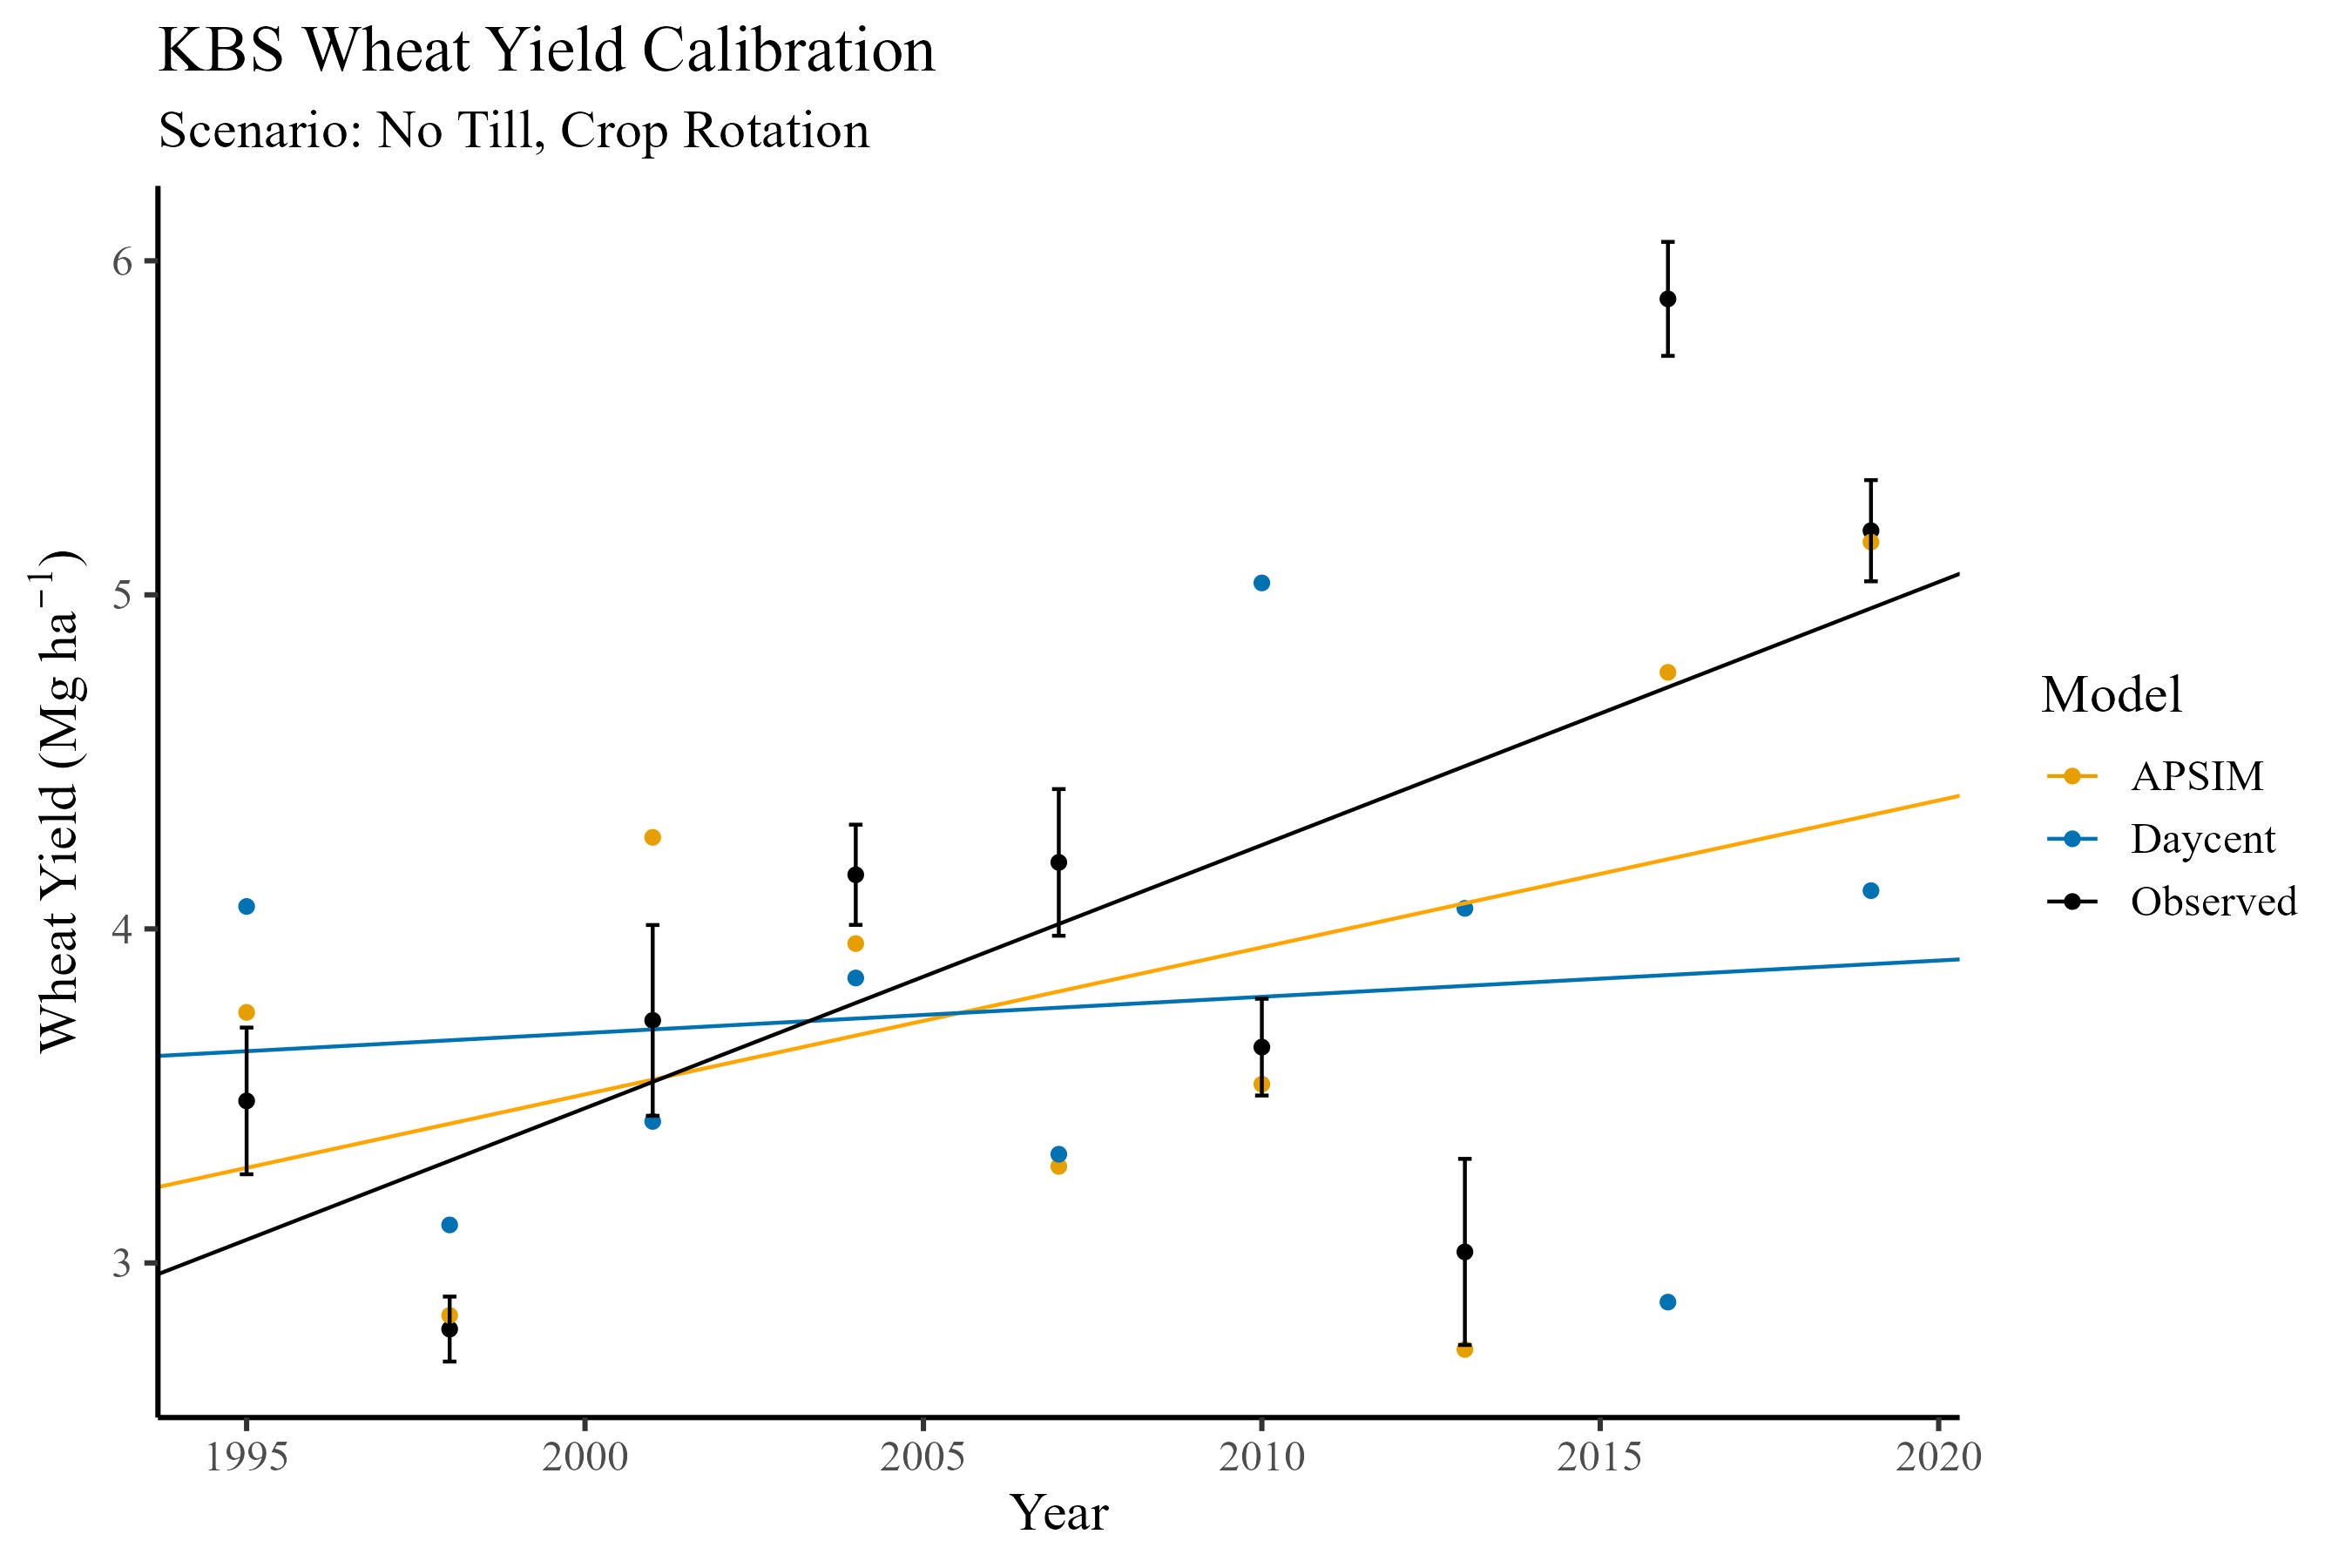 KBS Wheat Yield Calibration
Scenario: No Till, Crop Rotation
Wheat Yield (Mg ha⁻¹)
6
5
4
3
1995 2000 2005 2010 2015 2020
Year
Model
APSIM
Daycent
Observed